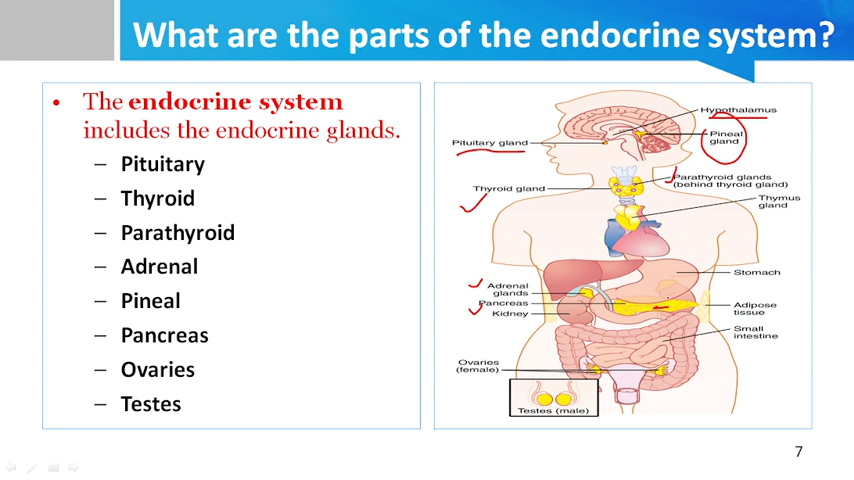 What are the parts of the endocrine system?
• The endocrine system
includes the endocrine glands.
– Pituitary
– Thyroid
– Parathyroid
– Adrenal
– Pineal
– Pancreas
– Ovaries
– Testes
Hypothalamus
Pineal
gland
Pituitary gland
Parathyroid glands
(behind thyroid gland)
Thyroid gland
Thymus
gland
Stomach
Adrenal
glands
Pancreas
Kidney
Adipose
tissue
Small
intestine
Ovaries
(female)
Testes (male)
7